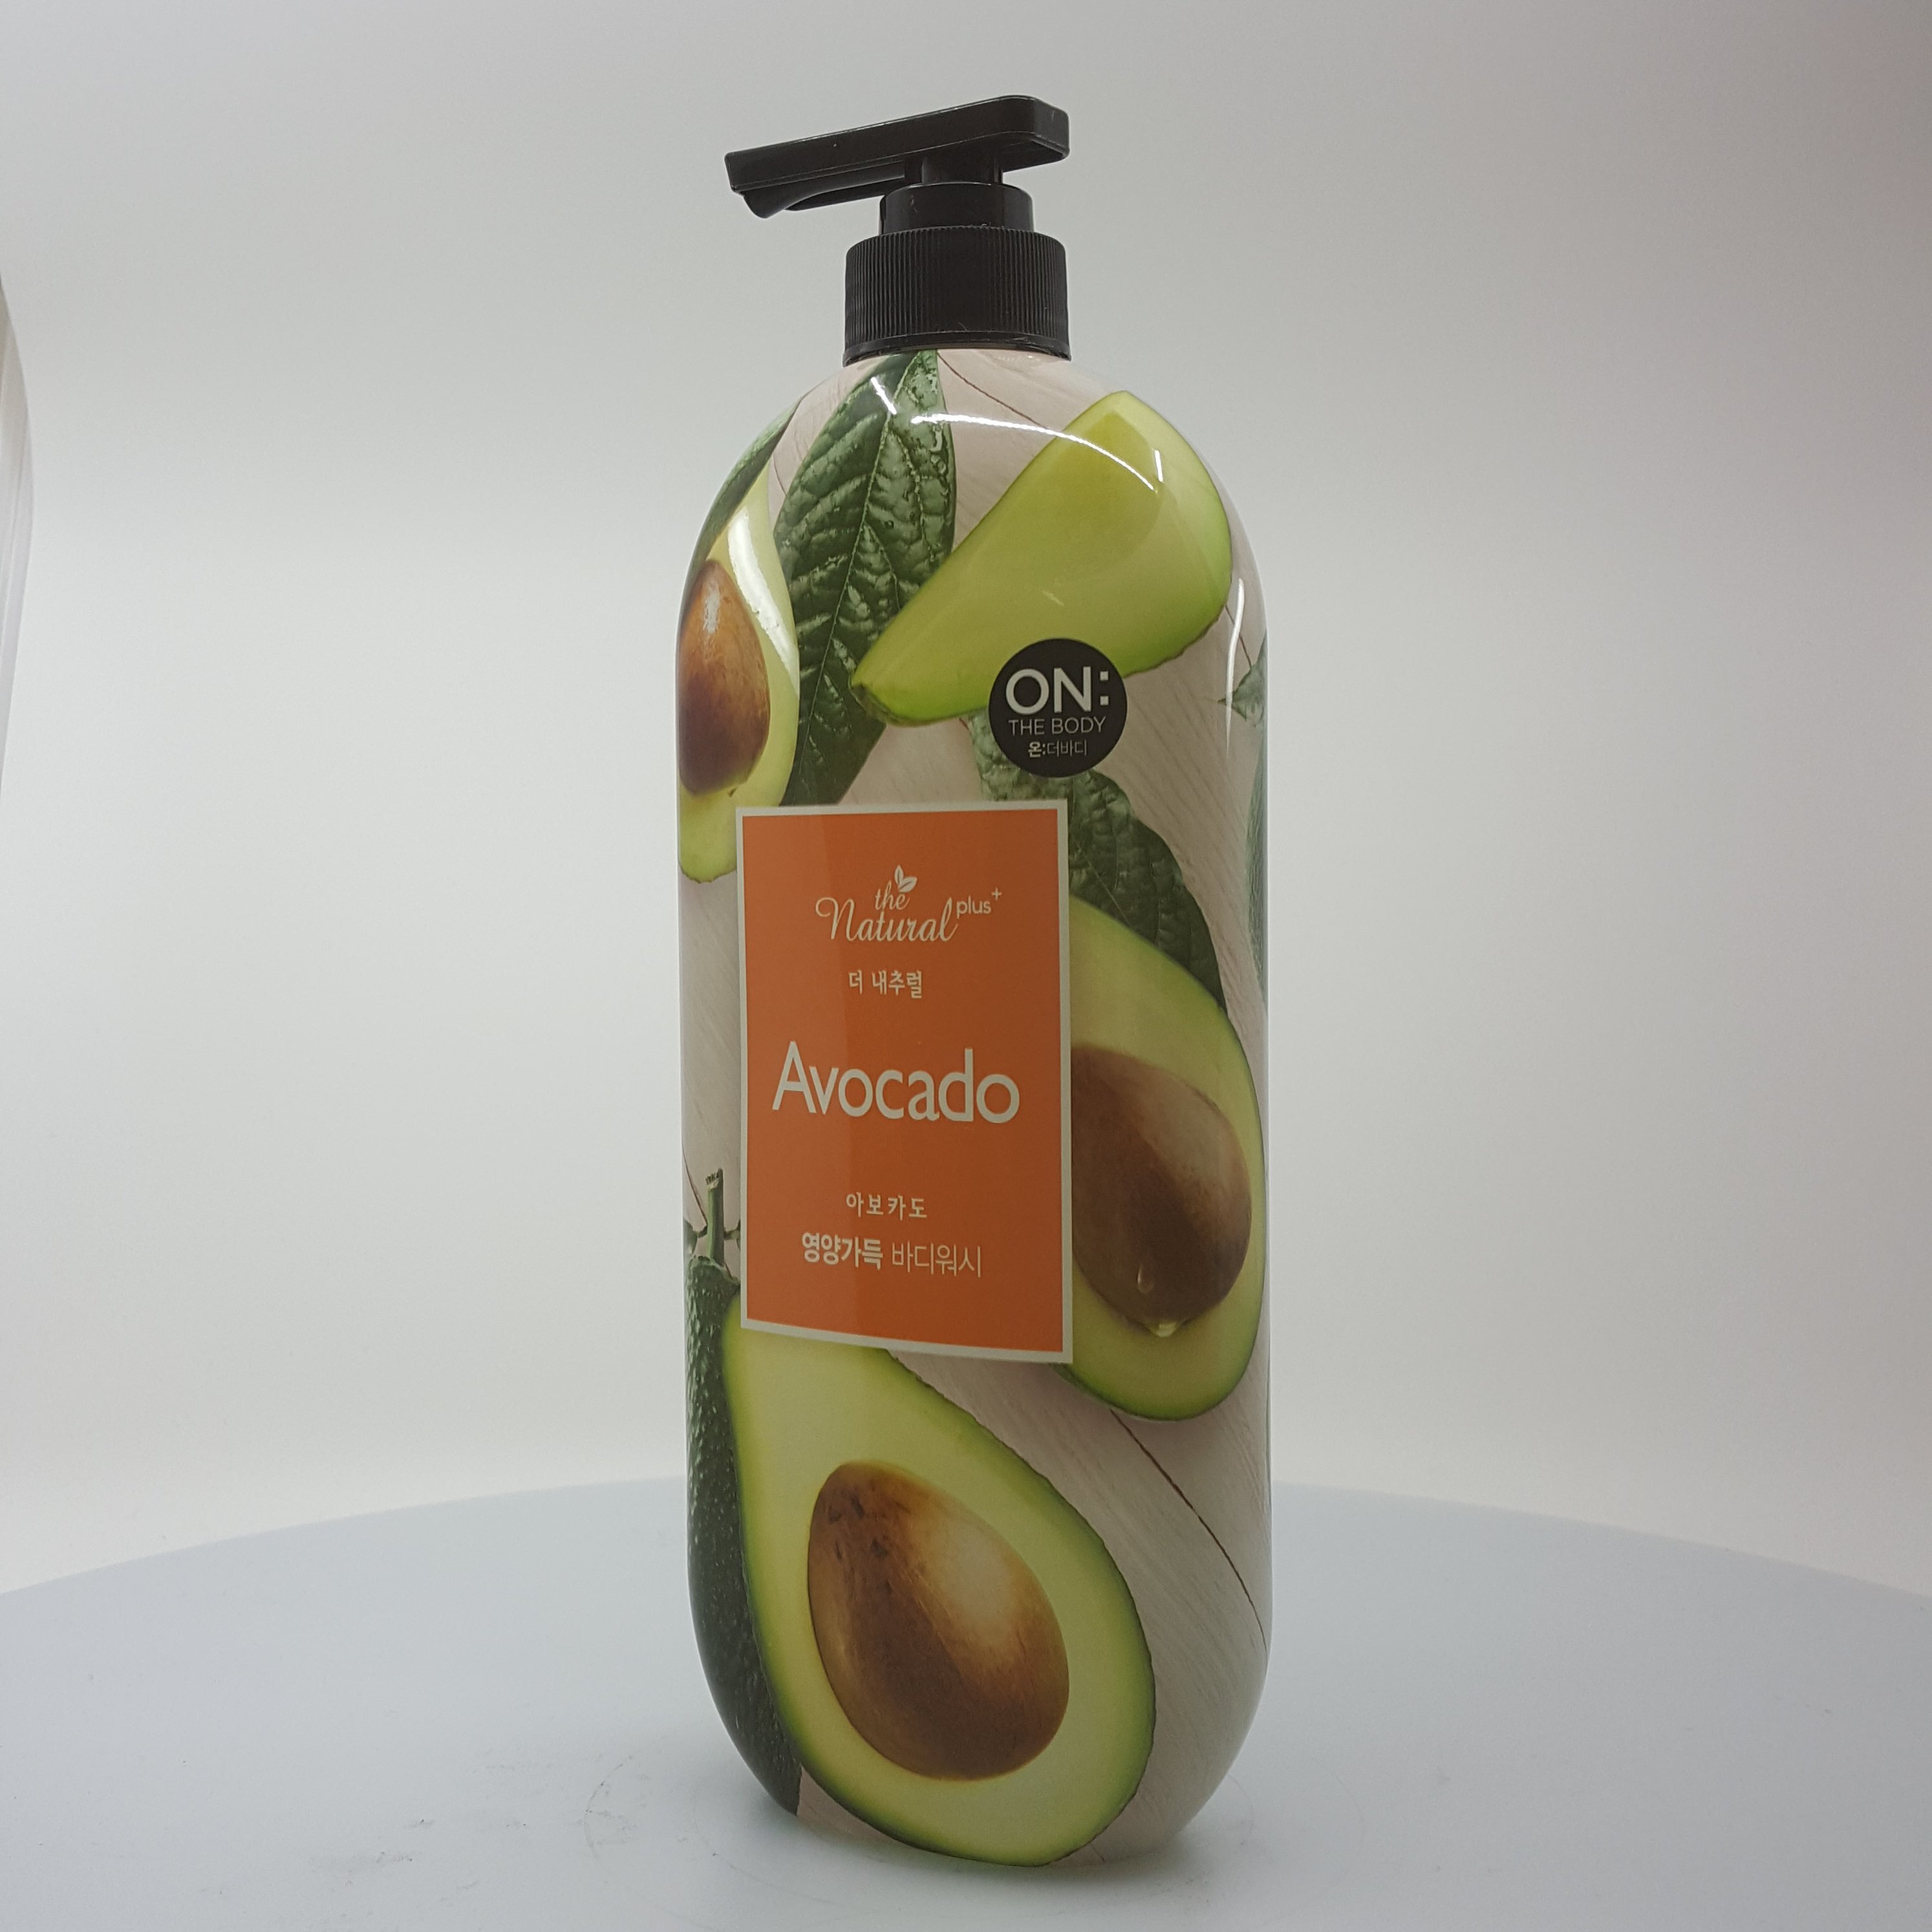 ON:
THE BODY
온:더바디
the
Natural plus+
더 내추럴
Avocado
아보카도
영양가득 바디워시